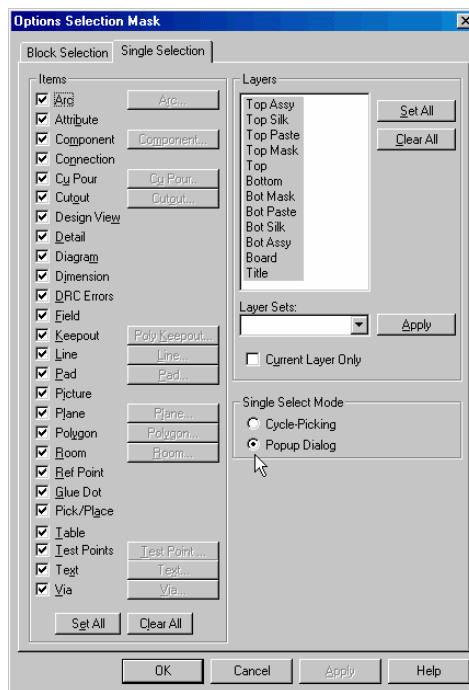 Options Selection Mask
Block Selection
Single Selection
Items
Arc
Arc...
Attribute
Component
Component...
Connection
Cu Pour
Cu Pour..
Cutout
Cutout...
Design View
Detail
Diagram
Dimension
DRC Errors
Field
Keepout
Poly Keepout...
Line
Line...
Pad
Pad...
Picture
Plane
Plane...
Polygon
Polygon...
Room
Room...
Ref Point
Glue Dot
Pick/Place
Table
Test Points
Test Point ...
Text
Text...
Via
Via...
Set All
Clear All
Layers
Top Assy
Top Silk
Top Paste
Top Mask
Top
Bottom
Bot Mask
Bot Paste
Bot Silk
Bot Assy
Board
Title
Set All
Clear All
Layer Sets:
Apply
Current Layer Only
Single Select Mode
Cycle-Picking
Popup Dialog
OK
Cancel
Apply
Help